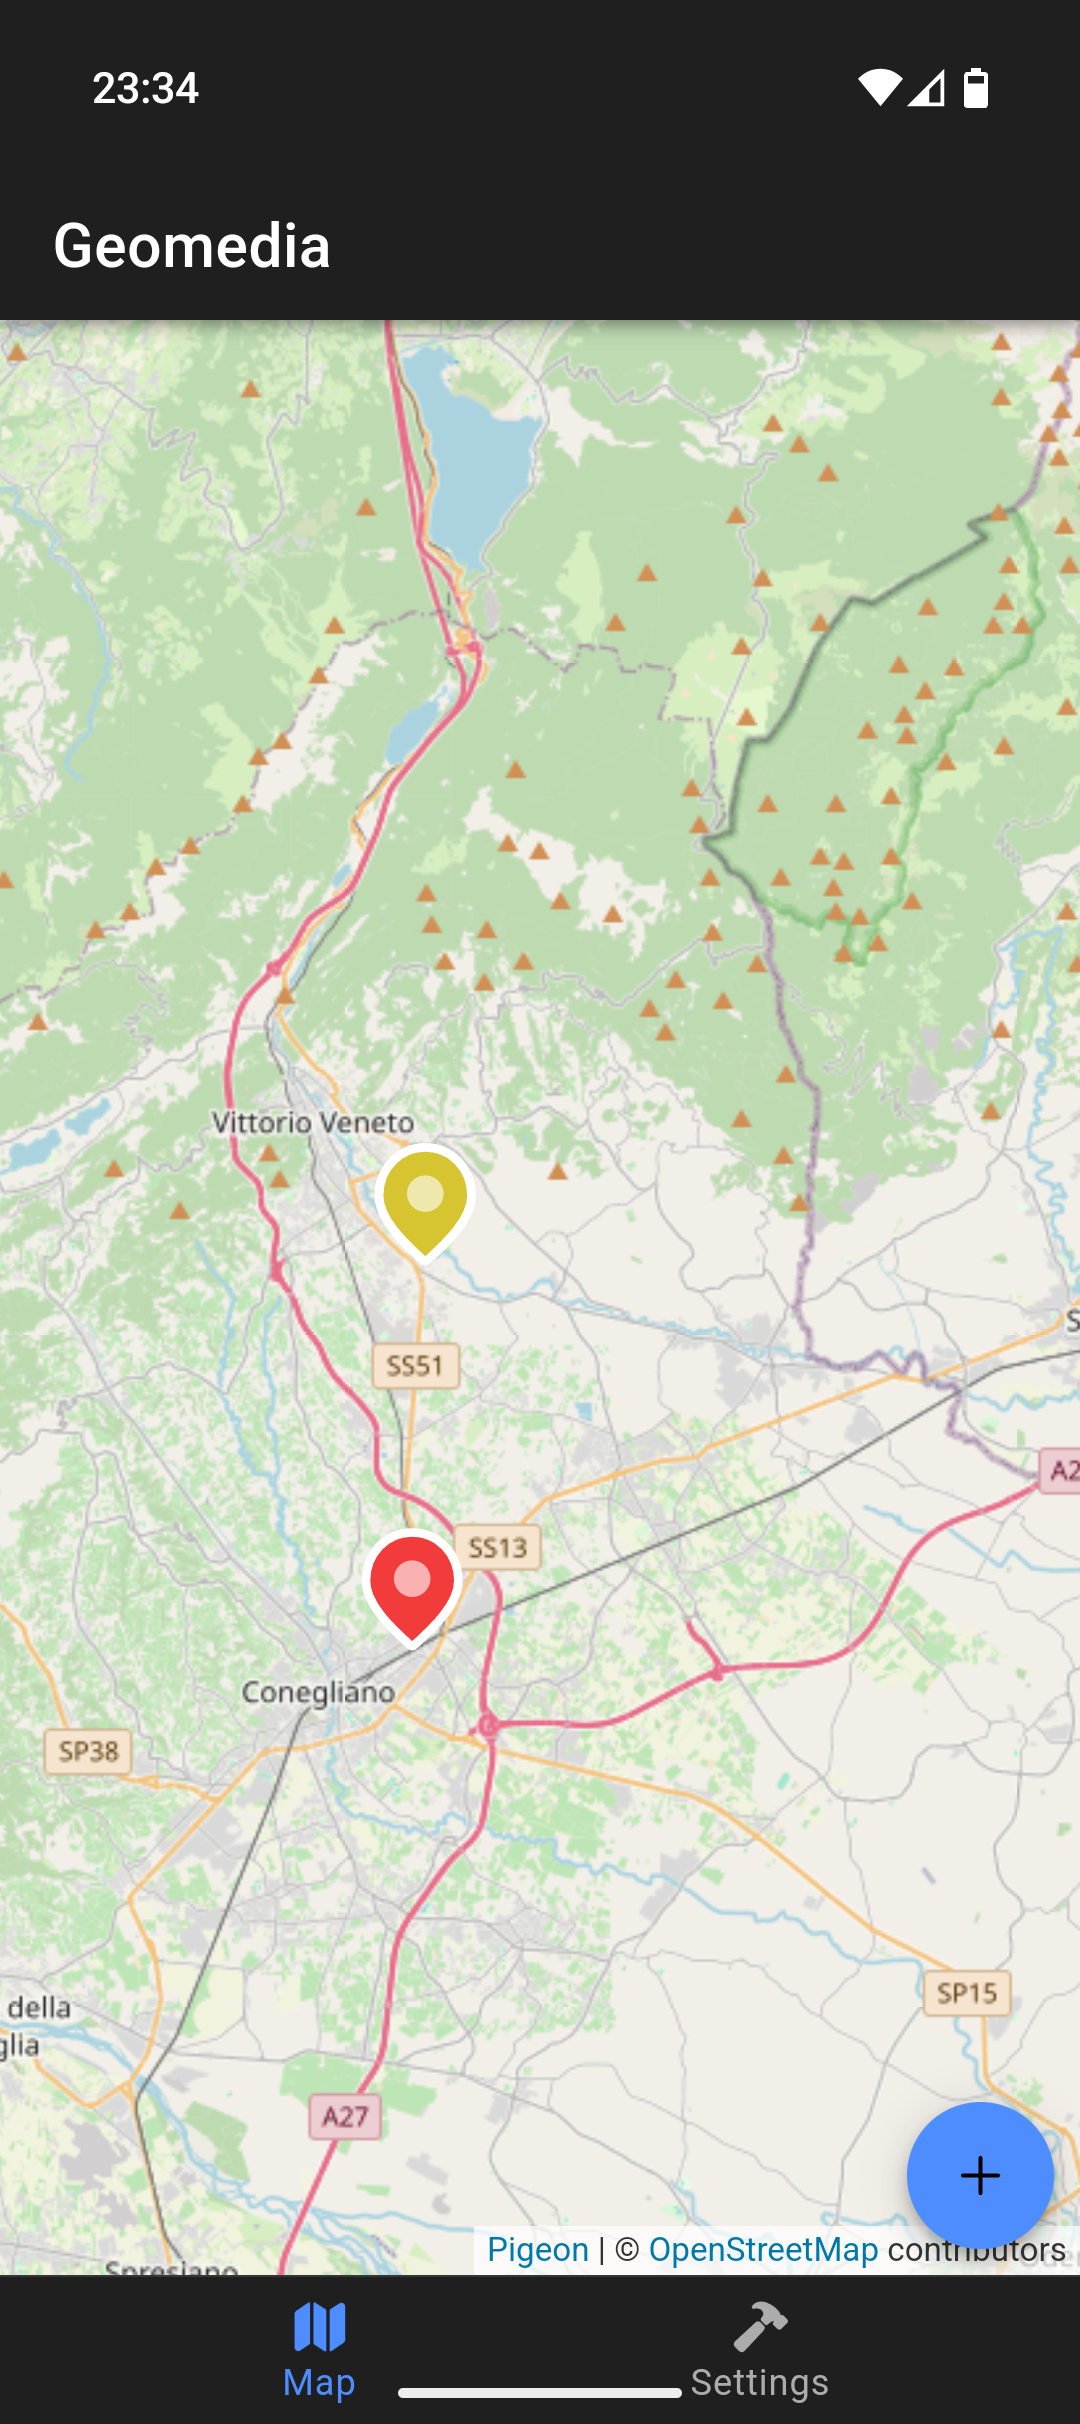 23:34
Geomedia
Vittorio Veneto
SS51
A2
SS13
Conegliano
SP38
della
glia
SP15
A27
Spresiano
Pigeon | © OpenStreetMap contributors
Map
Settings